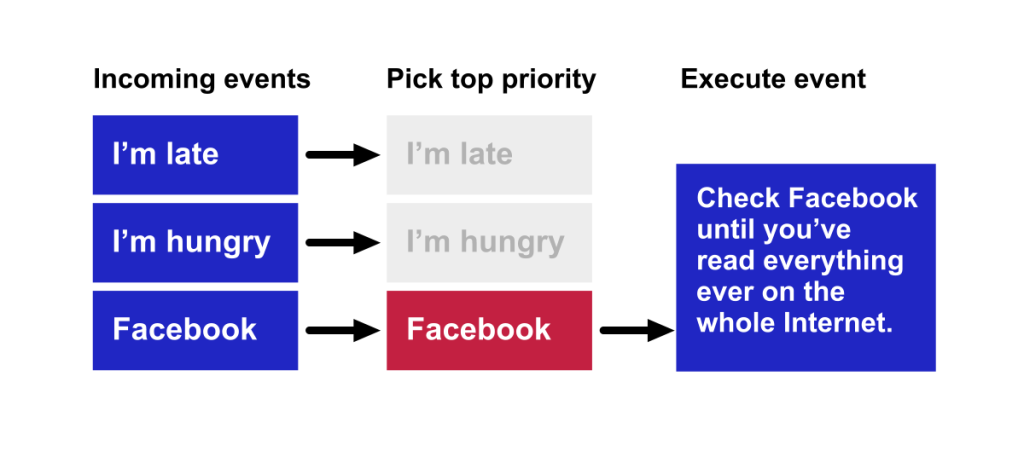 Incoming events
Pick top priority
Execute event
I’m late
I’m late
I’m hungry
I’m hungry
Facebook
Facebook
Check Facebook
until you’ve
read everything
ever on the
whole Internet.